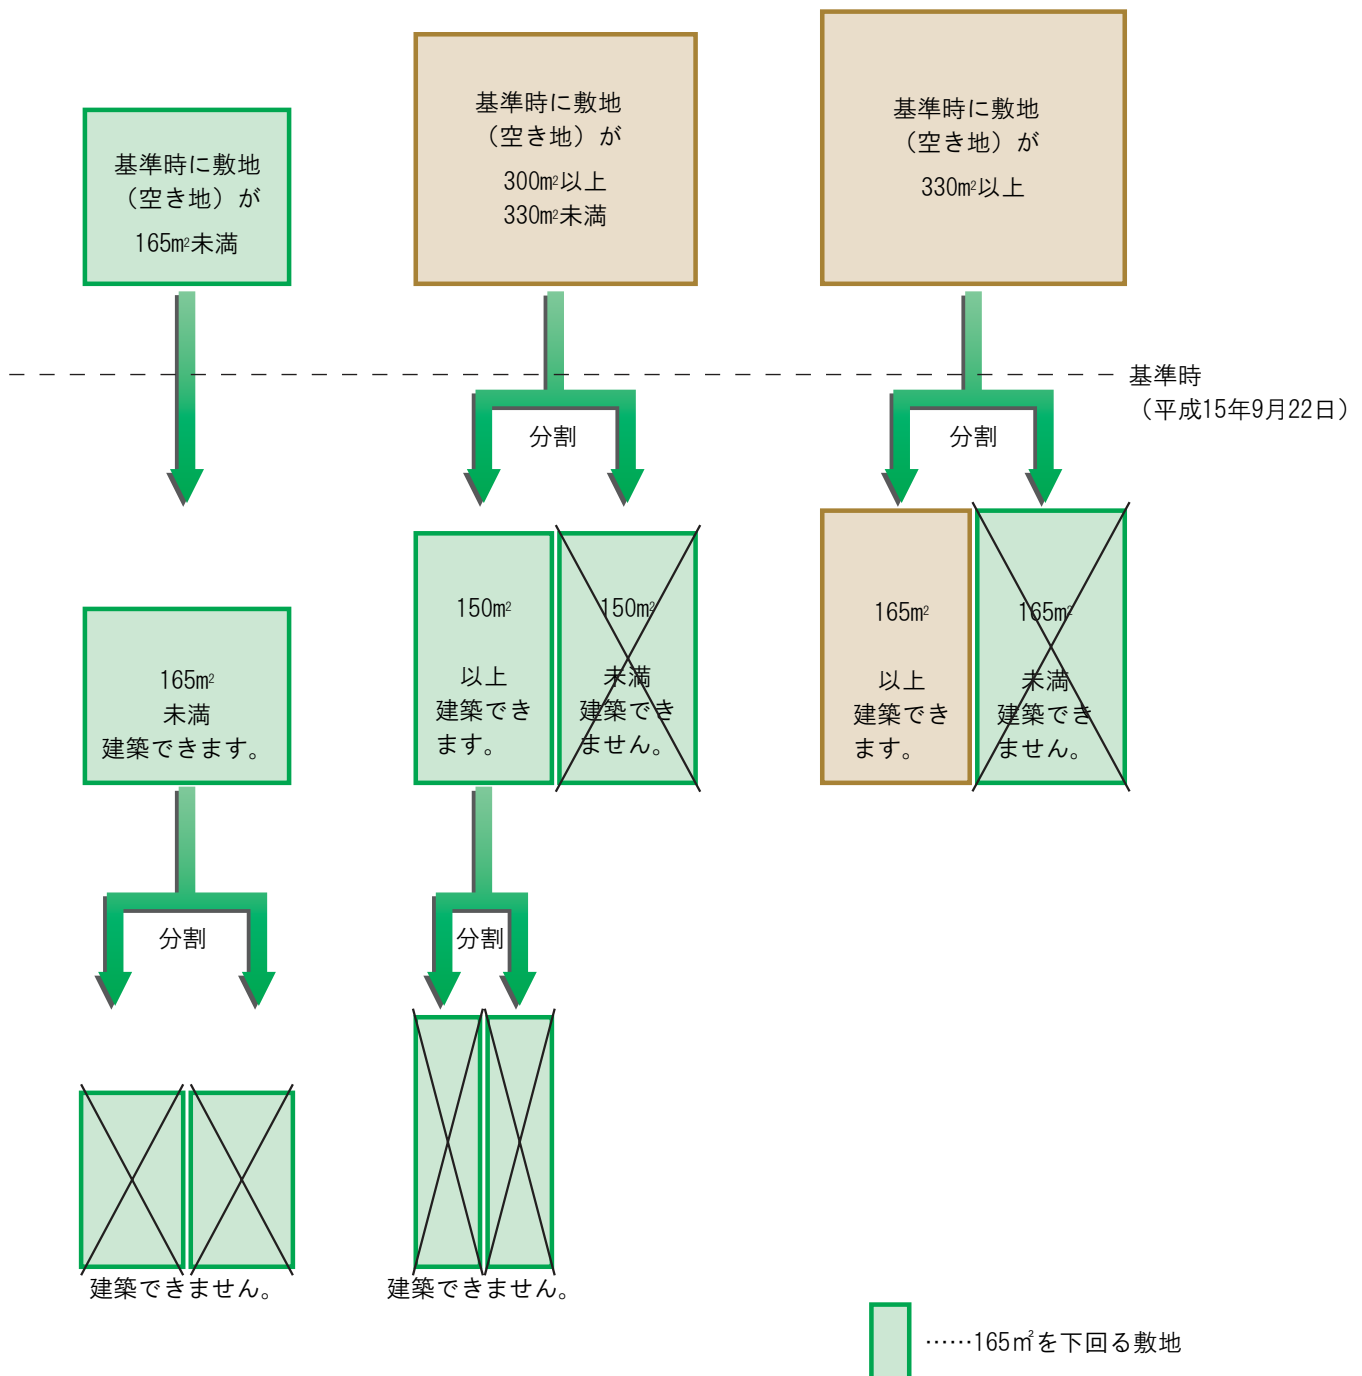 基準時に敷地
（空き地）が
165m²未満
基準時に敷地
（空き地）が
300m²以上
330m²未満
基準時に敷地
（空き地）が
330m²以上
基準時
（平成15年9月22日）
分割
分割
165m²
未満
建築できます。
150m²
以上
建築でき
ます。
150m²
未満
建築でき
ません。
165m²
以上
建築でき
ます。
165m²
未満
建築でき
ません。
分割
分割
建築できません。
建築できません。
……165㎡を下回る敷地